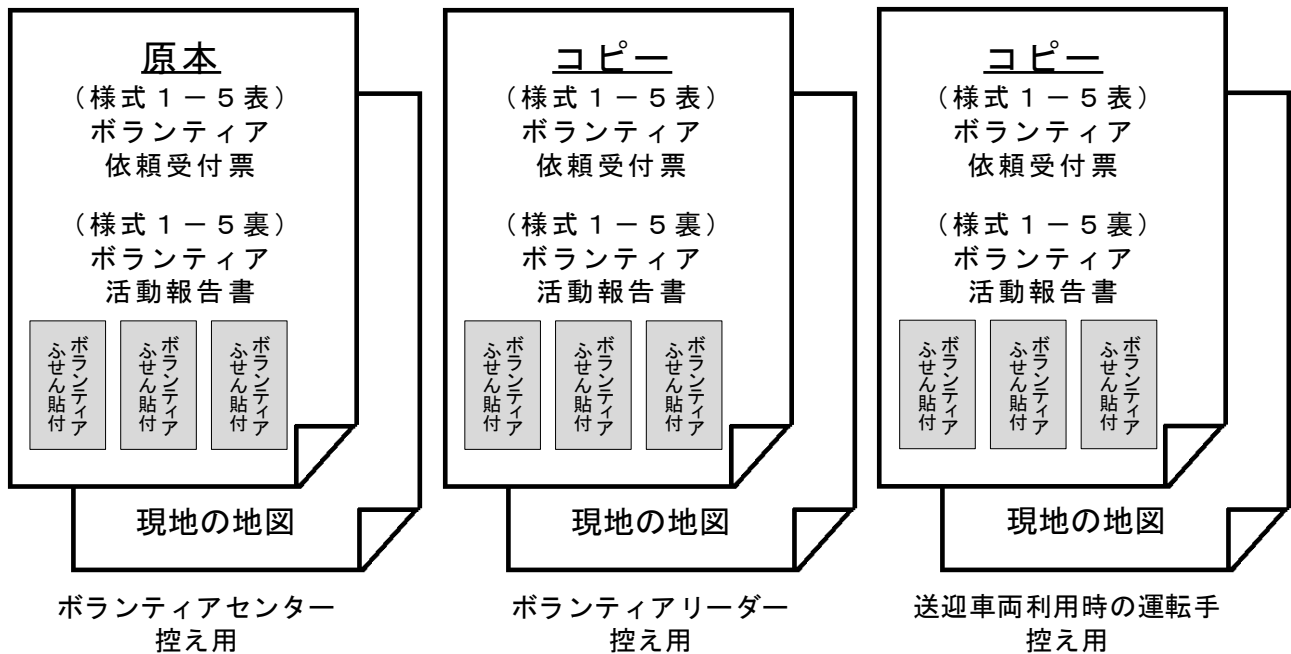 原本
（様式１－５表）
ボランティア
依頼受付票
（様式１－５裏）
ボランティア
活動報告書
ボランティア
ふせん貼付
ボランティア
ふせん貼付
ボランティア
ふせん貼付
現地の地図
ボランティアセンター
控え用
コピー
（様式１－５表）
ボランティア
依頼受付票
（様式１－５裏）
ボランティア
活動報告書
ボランティア
ふせん貼付
ボランティア
ふせん貼付
ボランティア
ふせん貼付
現地の地図
ボランティアリーダー
控え用
コピー
（様式１－５表）
ボランティア
依頼受付票
（様式１－５裏）
ボランティア
活動報告書
ボランティア
ふせん貼付
ボランティア
ふせん貼付
ボランティア
ふせん貼付
現地の地図
送迎車両利用時の運転手
控え用